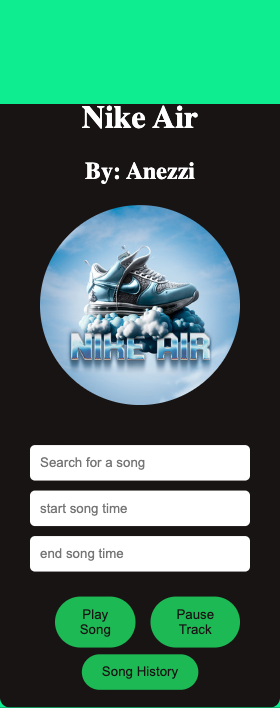 Nike Air
By: Anezzi
NIKE AIR
Search for a song
start song time
end song time
Play
Song
Pause
Track
Song History